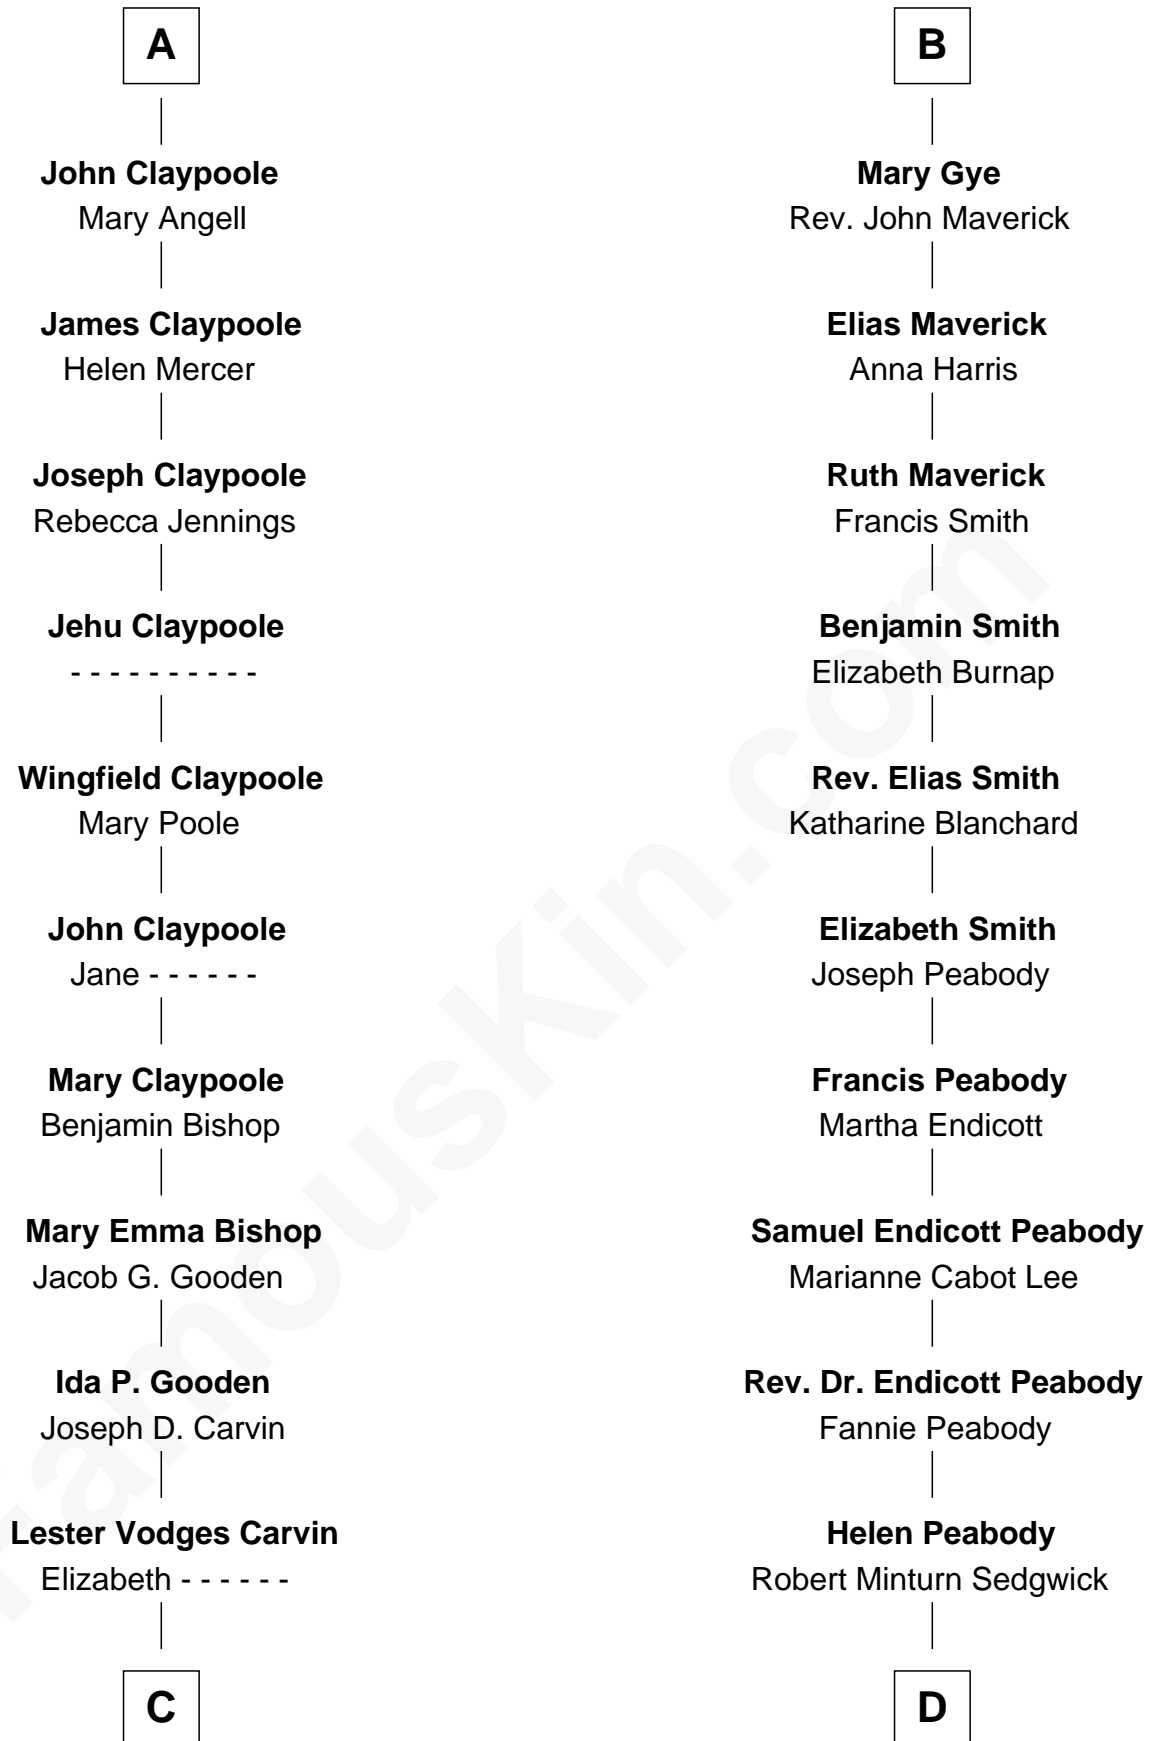 A
John Claypoole
Mary Angell
James Claypoole
Helen Mercer
Joseph Claypoole
Rebecca Jennings
Jehu Claypoole
- - - - - - - - - -
Wingfield Claypoole
Mary Poole
John Claypoole
Jane - - - - - -
Mary Claypoole
Benjamin Bishop
Mary Emma Bishop
Jacob G. Gooden
Ida P. Gooden
Joseph D. Carvin
Lester Vodges Carvin
Elizabeth - - - - - -
C
B
Mary Gye
Rev. John Maverick
Elias Maverick
Anna Harris
Ruth Maverick
Francis Smith
Benjamin Smith
Elizabeth Burnap
Rev. Elias Smith
Katharine Blanchard
Elizabeth Smith
Joseph Peabody
Francis Peabody
Martha Endicott
Samuel Endicott Peabody
Marianne Cabot Lee
Rev. Dr. Endicott Peabody
Fannie Peabody
Helen Peabody
Robert Minturn Sedgwick
D
FamousKin.com